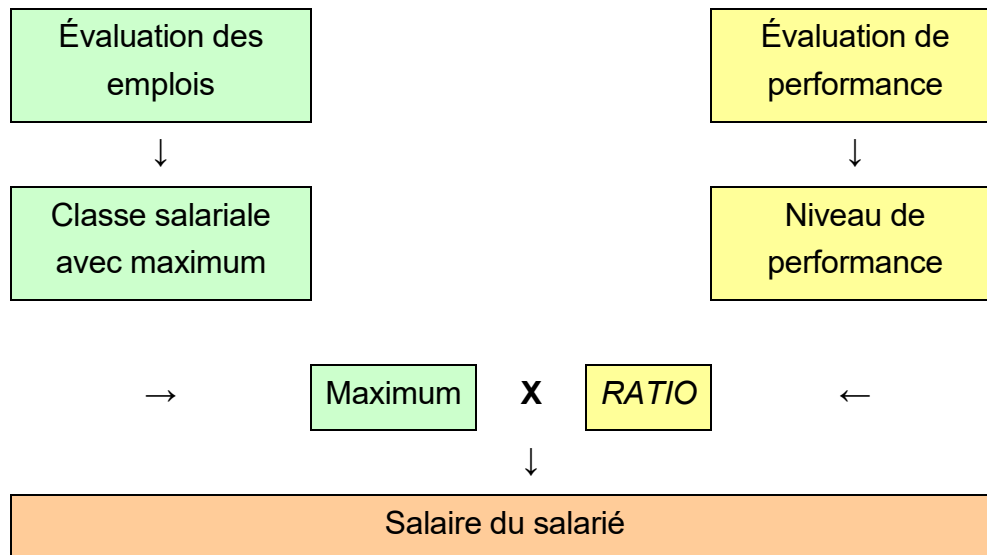 Évaluation des
emplois
Évaluation de
performance
↓
↓
Classe salariale
avec maximum
Niveau de
performance
→ Maximum X RATIO ←
↓
Salaire du salarié